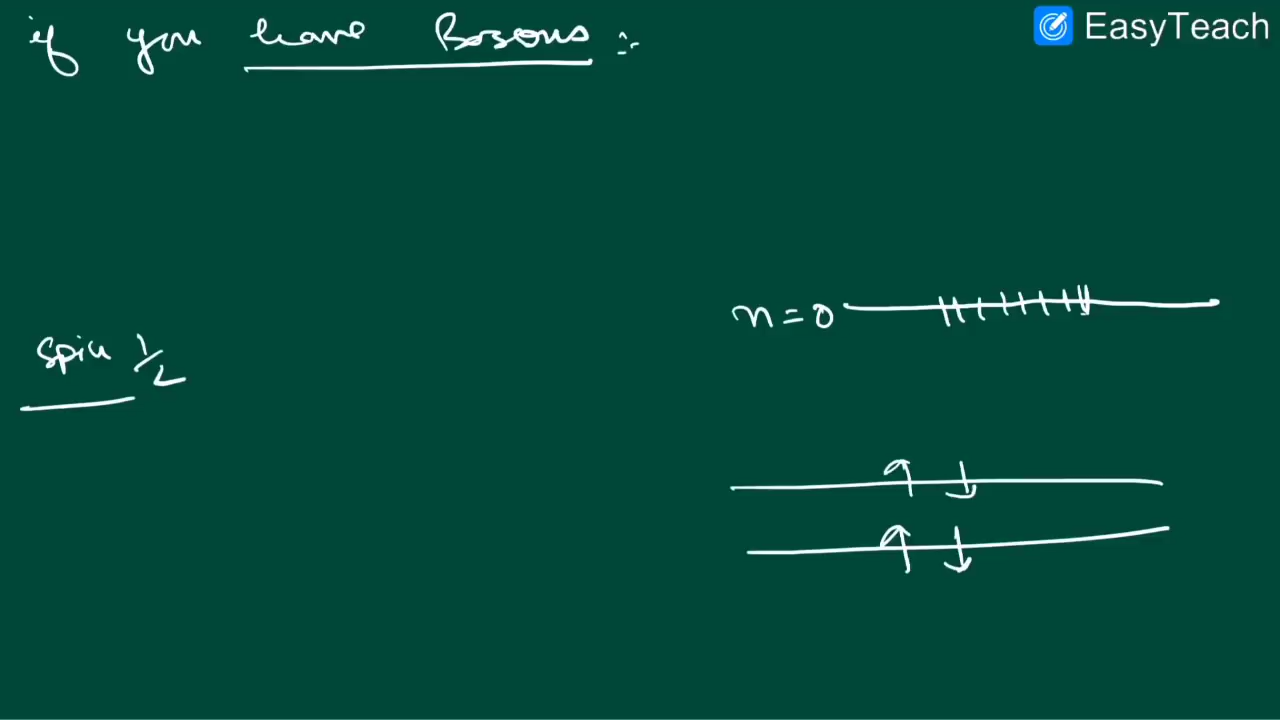 if you have Bosons :-
EasyTeach
n = 0
spin 1/2